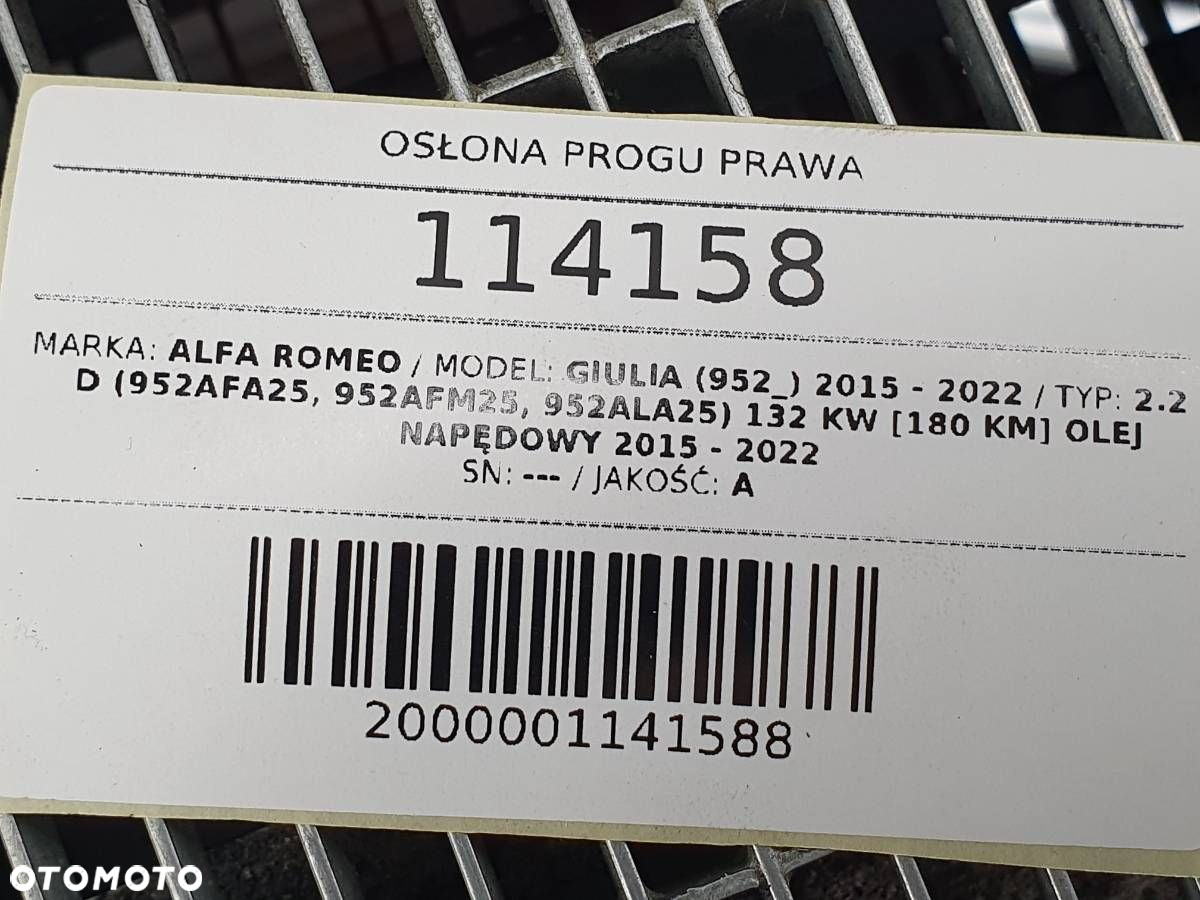 OSŁONA PROGU PRAWA
114158
MARKA: ALFA ROMEO / MODEL: GIULIA (952_) 2015 - 2022 / TYP: 2.2
D (952AFA25, 952AFM25, 952ALA25) 132 KW [180 KM] OLEJ
NAPĘDOWY 2015 - 2022
SN: --- / JAKOŚĆ: A
2000001141588
OTOMOTO